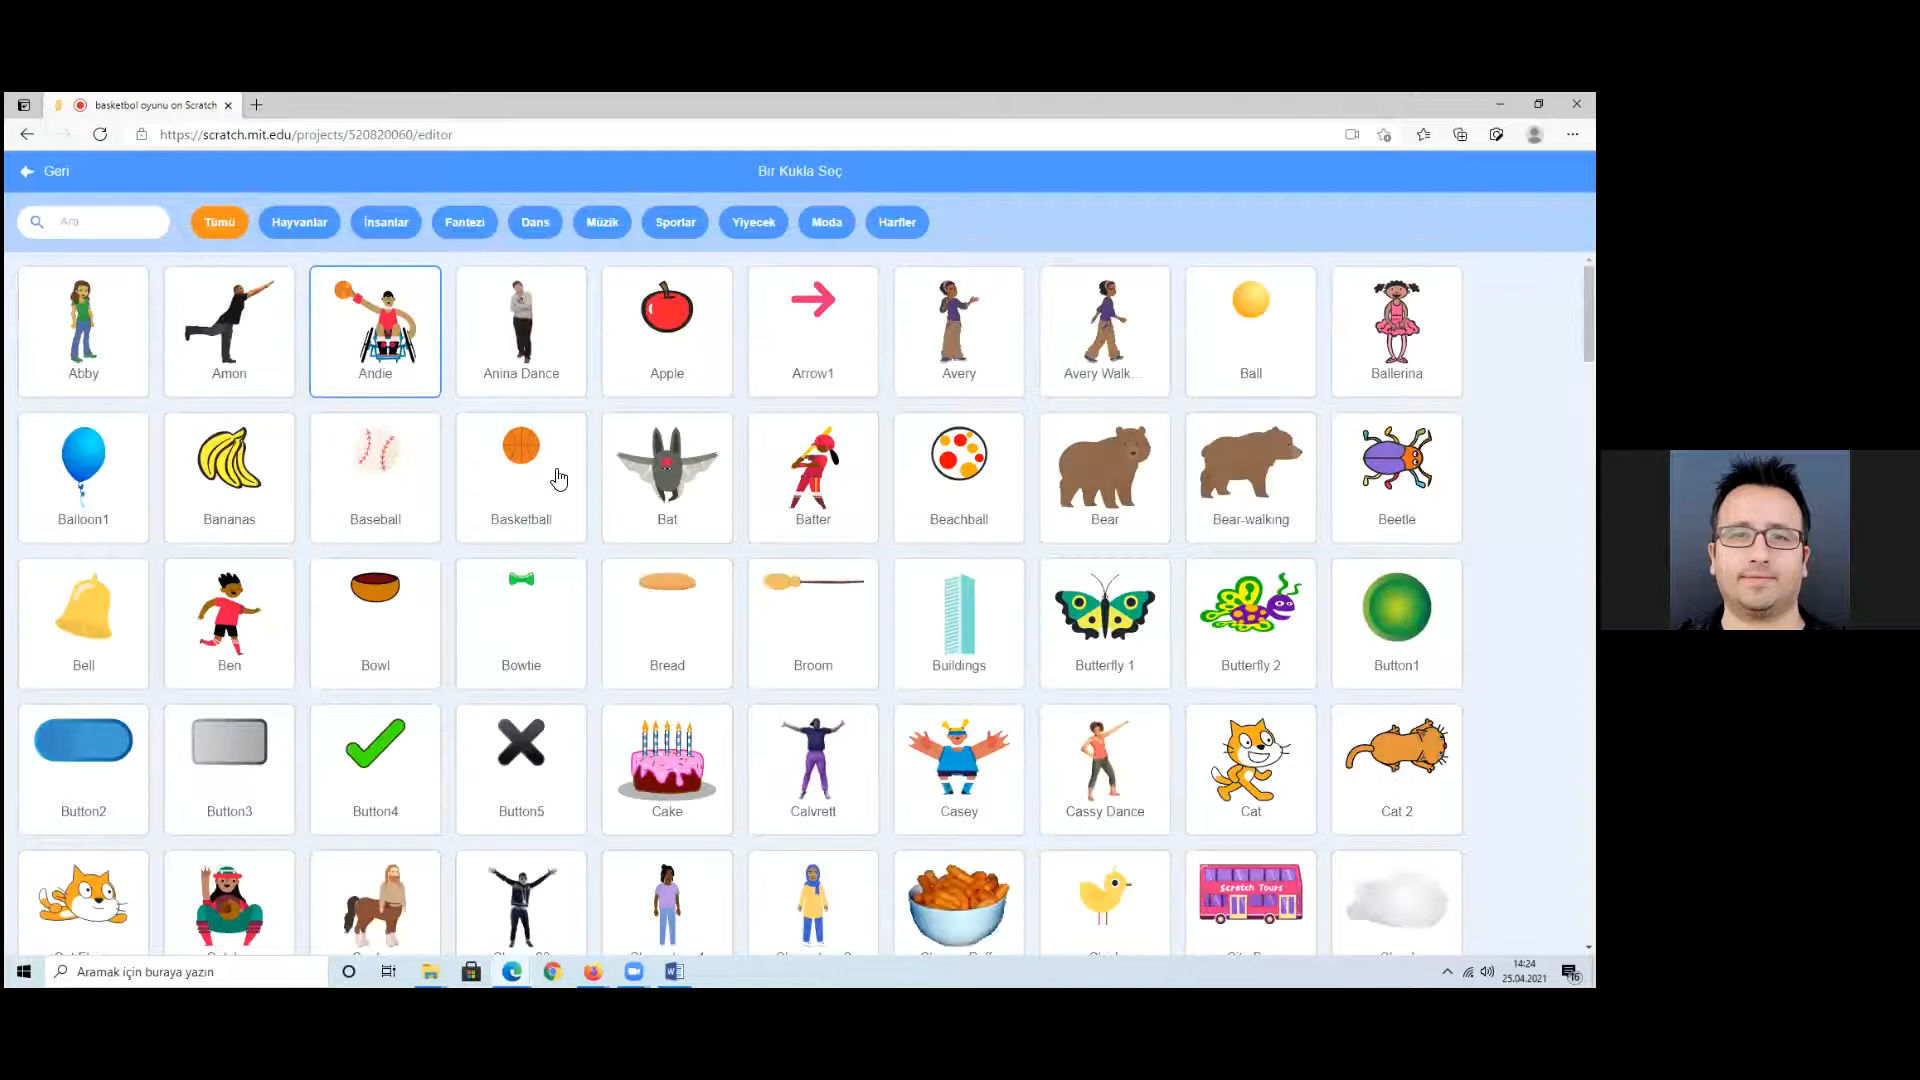 basketbol oyunu on Scratch
https://scratch.mit.edu/projects/520820060/editor
Geri
Bir Kukla Seç
Ara
Tümü
Hayvanlar
İnsanlar
Fantezi
Dans
Müzik
Sporlar
Yiyecek
Moda
Harfler
Abby
Amon
Andie
Anina Dance
Apple
Arrow1
Avery
Avery Walk...
Ball
Ballerina
Balloon1
Bananas
Baseball
Basketball
Bat
Batter
Beachball
Bear
Bear-walking
Beetle
Bell
Ben
Bowl
Bowtie
Bread
Broom
Buildings
Butterfly 1
Butterfly 2
Button1
Button2
Button3
Button4
Button5
Cake
Calvrett
Casey
Cassy Dance
Cat
Cat 2
Scratch Tours
Aramak için buraya yazın
14:24
25.04.2021
16